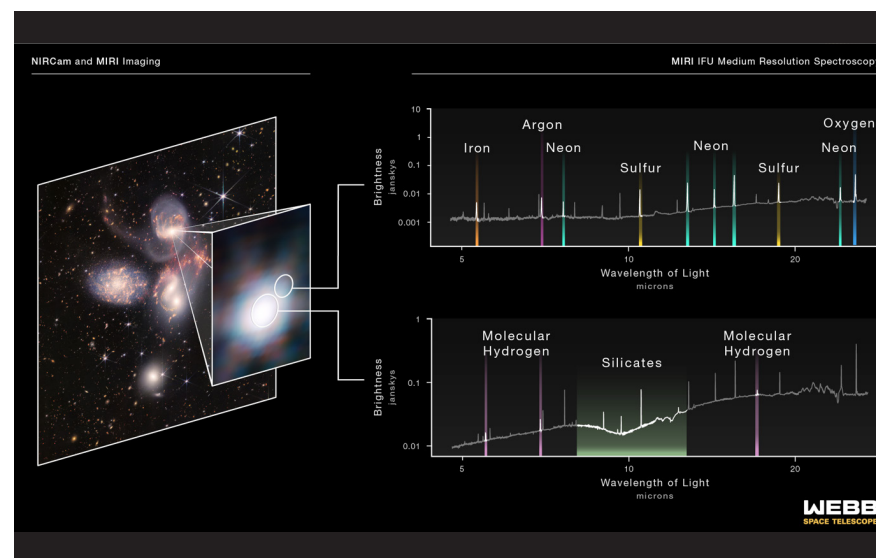 NIRCam and MIRI Imaging
MIRI IFU Medium Resolution Spectroscopy
Brightness
janskys
10
1
0.1
0.01
0.001
Iron
Argon
Neon
Sulfur
Neon
Sulfur
Oxygen
Neon
5
10
20
Wavelength of Light
microns
Brightness
janskys
1
0.1
0.01
Molecular
Hydrogen
Silicates
Molecular
Hydrogen
5
10
20
Wavelength of Light
microns
WEBB
SPACE TELESCOPE